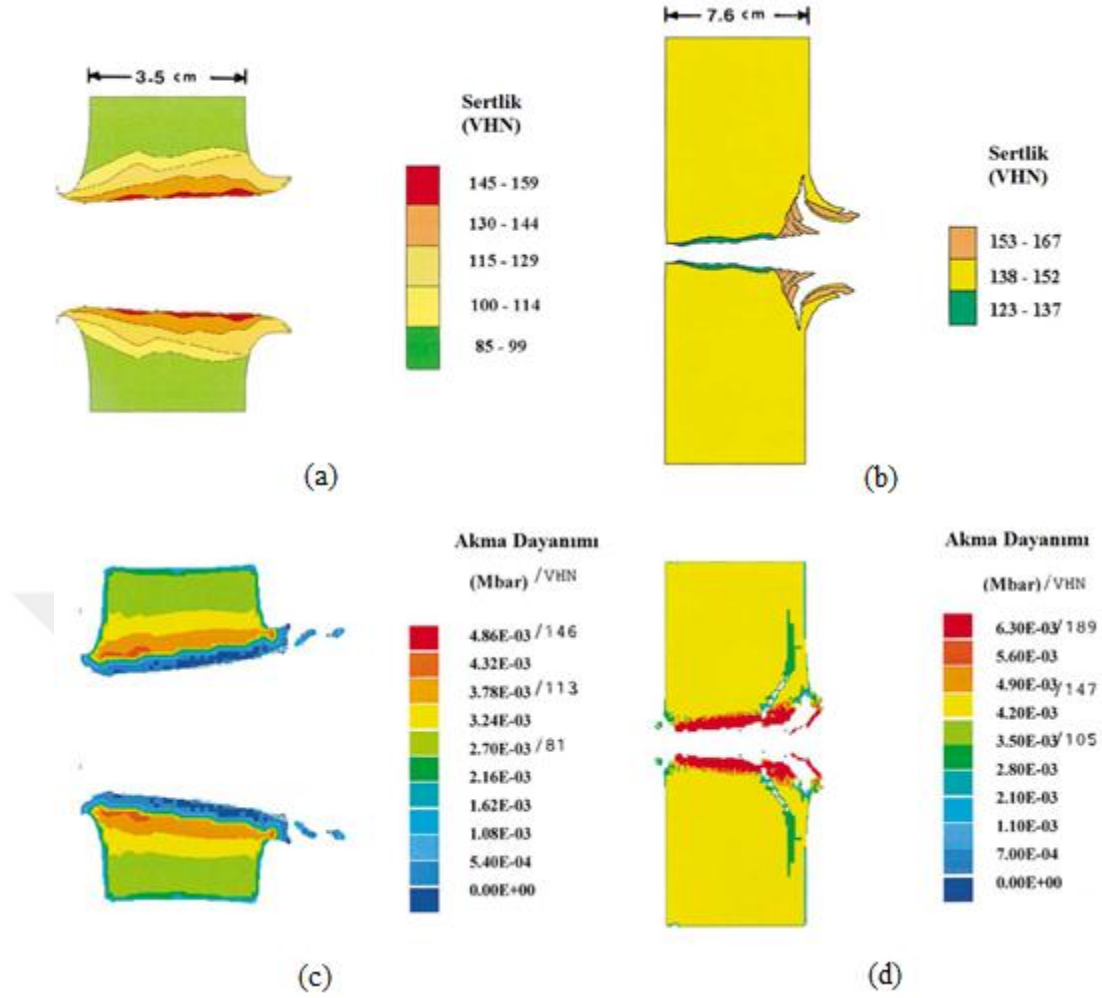 3.5 cm
Sertlik
(VHN)
145 - 159
130 - 144
115 - 129
100 - 114
85 - 99
(a)
7.6 cm
Sertlik
(VHN)
153 - 167
138 - 152
123 - 137
(b)
Akma Dayanımı
(Mbar) /VHN
4.86E-03/146
4.32E-03
3.78E-03/113
3.24E-03
2.70E-03/81
2.16E-03
1.62E-03
1.08E-03
5.40E-04
0.00E+00
(c)
Akma Dayanımı
(Mbar)/VHN
6.30E-03/189
5.60E-03
4.90E-03/147
4.20E-03
3.50E-03/105
2.80E-03
2.10E-03
1.10E-03
7.00E-04
0.00E+00
(d)